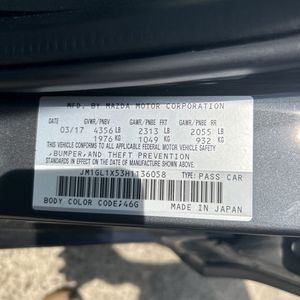 MFD. BY MAZDA MOTOR CORPORATION
GVWR/PNBV GAWR/PNBE FRT GAWR/PNBE RR
03/17 4356 LB 2313 LB 2055 LB
1976 KG 1049 KG 932 KG
THIS VEHICLE CONFORMS TO ALL
APPLICABLE FEDERAL MOTOR VEHICLE SAFETY,
BUMPER, AND THEFT PREVENTION
STANDARDS IN EFFECT ON THE DATE OF MANUFACTURE SHOWN ABOVE.
JM1GL1X53H1136058 TYPE: PASS CAR
BODY COLOR CODE; 46G MADE IN JAPAN